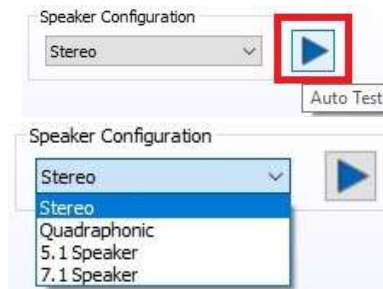 Speaker Configuration
Stereo
Auto Test
Speaker Configuration
Stereo
Stereo
Quadraphonic
5.1 Speaker
7.1 Speaker